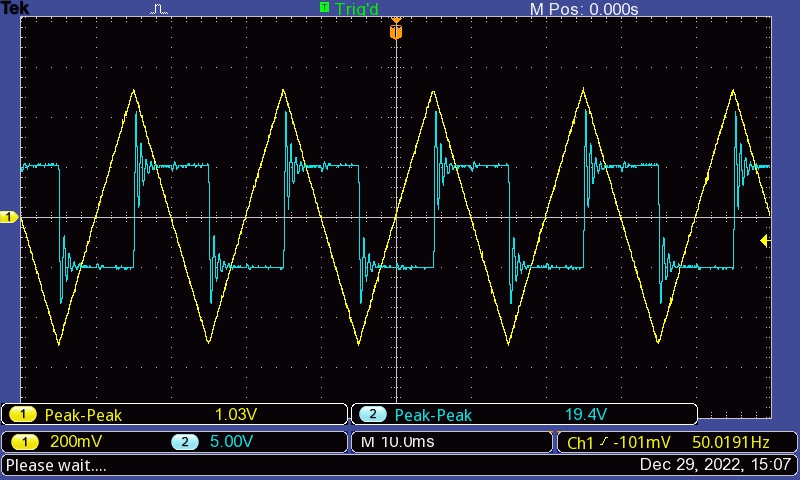 Tek
T Trig'd
M Pos: 0.000s
T
1
1 Peak-Peak 1.03V
2 Peak-Peak 19.4V
1 200mV 2 5.00V M 10.0ms Ch1 -101mV 50.0191Hz
Please wait.... Dec 29, 2022, 15:07